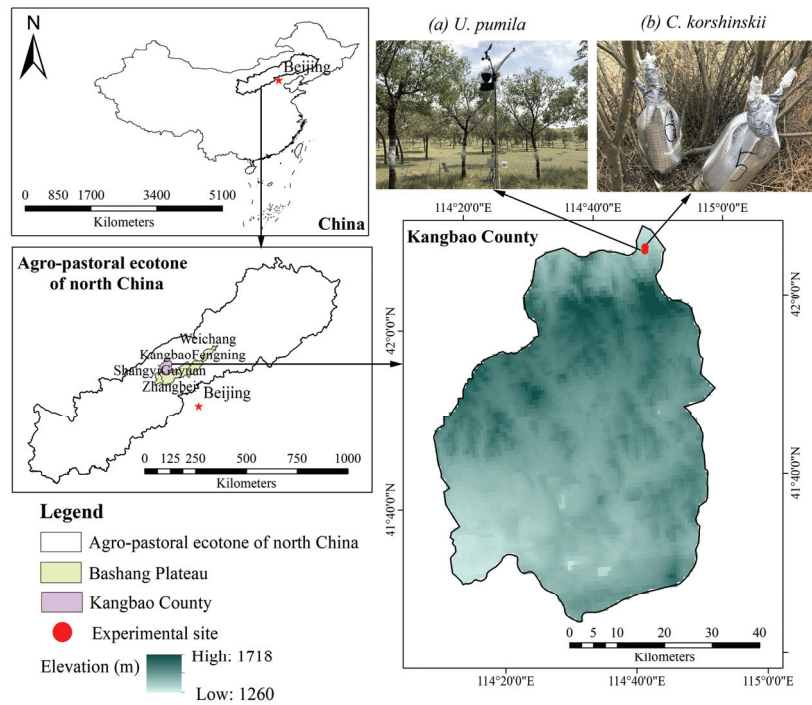 N
Beijing
0 850 1700 3400 5100
Kilometers
China
(a) U. pumila
(b) C. korshinskii
Agro-pastoral ecotone
of north China
Weichang
KangbaoFengning
ShangyiGuyuan
Zhangbei
Beijing
0 125 250 500 750 1000
Kilometers
Kangbao County
114°20'0"E 114°40'0"E 115°0'0"E
42°0'0"N
42°0'0"N
41°40'0"N
41°40'0"N
0 5 10 20 30 40
Kilometers
114°20'0"E 114°40'0"E 115°0'0"E
Legend
Agro-pastoral ecotone of north China
Bashang Plateau
Kangbao County
Experimental site
Elevation (m)
High: 1718
Low: 1260